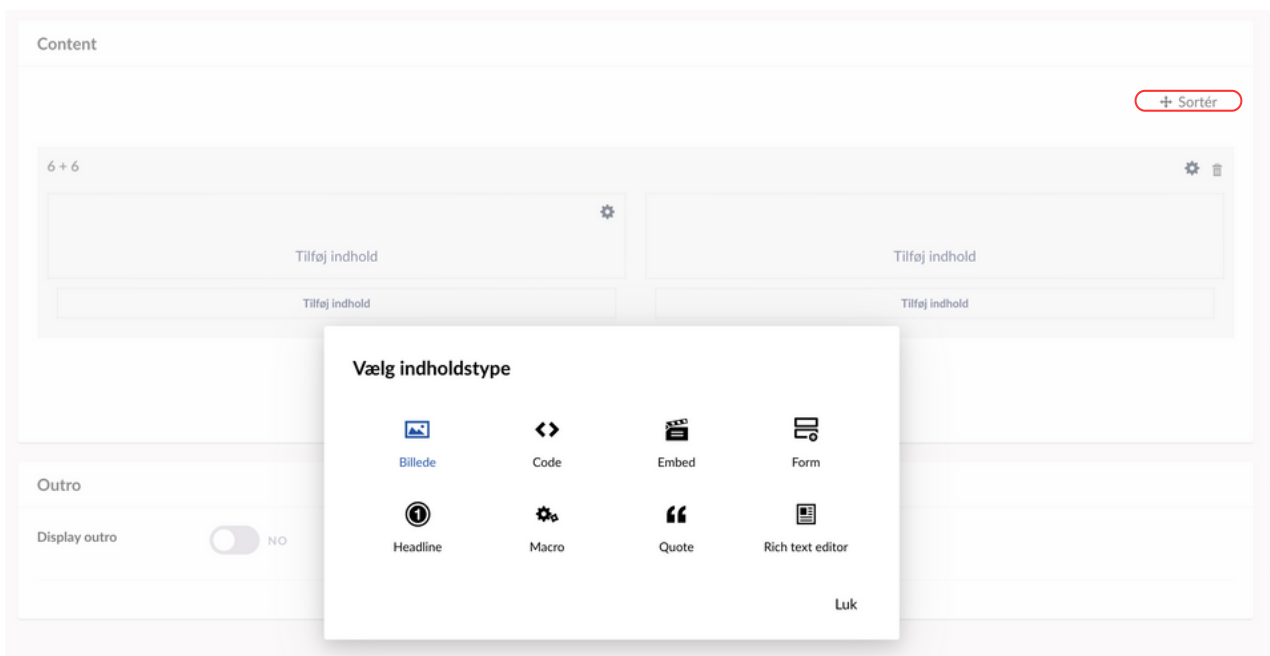 Content
Sortér
6 + 6
Tilføj indhold Tilføj indhold
Tilføj indhold Tilføj indhold
Vælg indholdstype
Billede Code Embed Form
Headline Macro Quote Rich text editor
Luk
Outro
Display outro NO